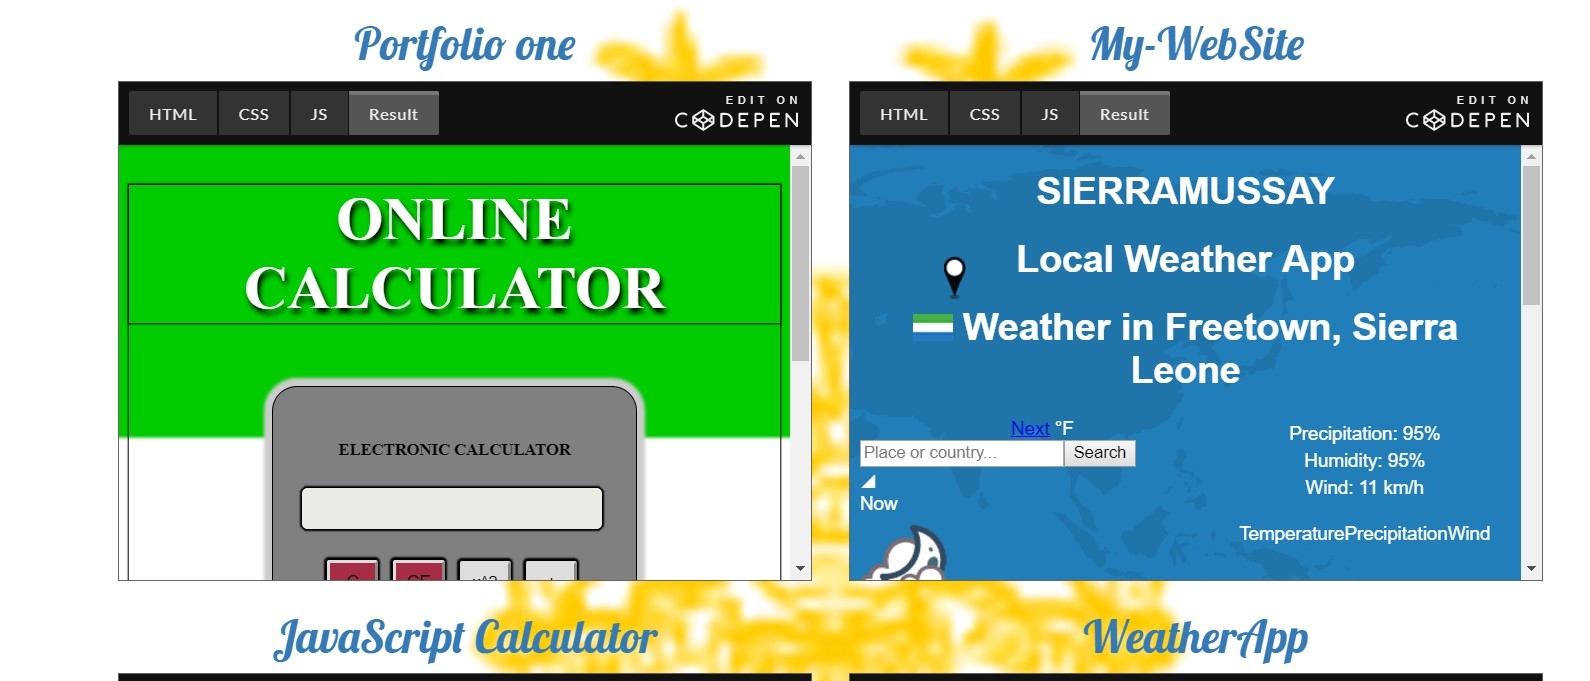 Portfolio one
My-WebSite
HTML CSS JS Result
EDIT ON
CODEPEN
ONLINE
CALCULATOR
ELECTRONIC CALCULATOR
HTML CSS JS Result
EDIT ON
CODEPEN
SIERRAMUSSAY
Local Weather App
Weather in Freetown, Sierra
Leone
Next °F
Place or country... Search
Now
Precipitation: 95%
Humidity: 95%
Wind: 11 km/h
TemperaturePrecipitationWind
JavaScript Calculator
WeatherApp